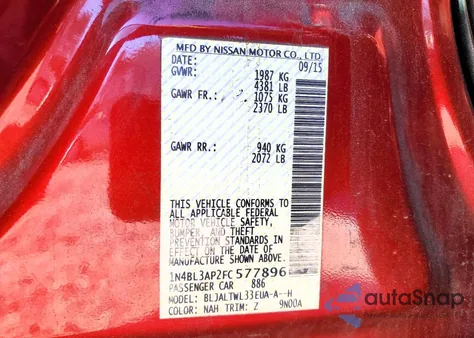 MFD BY NISSAN MOTOR CO., LTD.
DATE: 09/15
GVWR: 1987 KG
4381 LB
GAWR FR.: 1075 KG
2370 LB
GAWR RR.: 940 KG
2072 LB
THIS VEHICLE CONFORMS TO
ALL APPLICABLE FEDERAL
MOTOR VEHICLE SAFETY,
BUMPER, AND THEFT
PREVENTION STANDARDS IN
EFFECT ON THE DATE OF
MANUFACTURE SHOWN ABOVE.
1N4BL3AP2FC577896
PASSENGER CAR 886
MODEL: BLJALTWL33EUA-A--H
COLOR: NAH TRIM: Z 9N00A
autoSnap